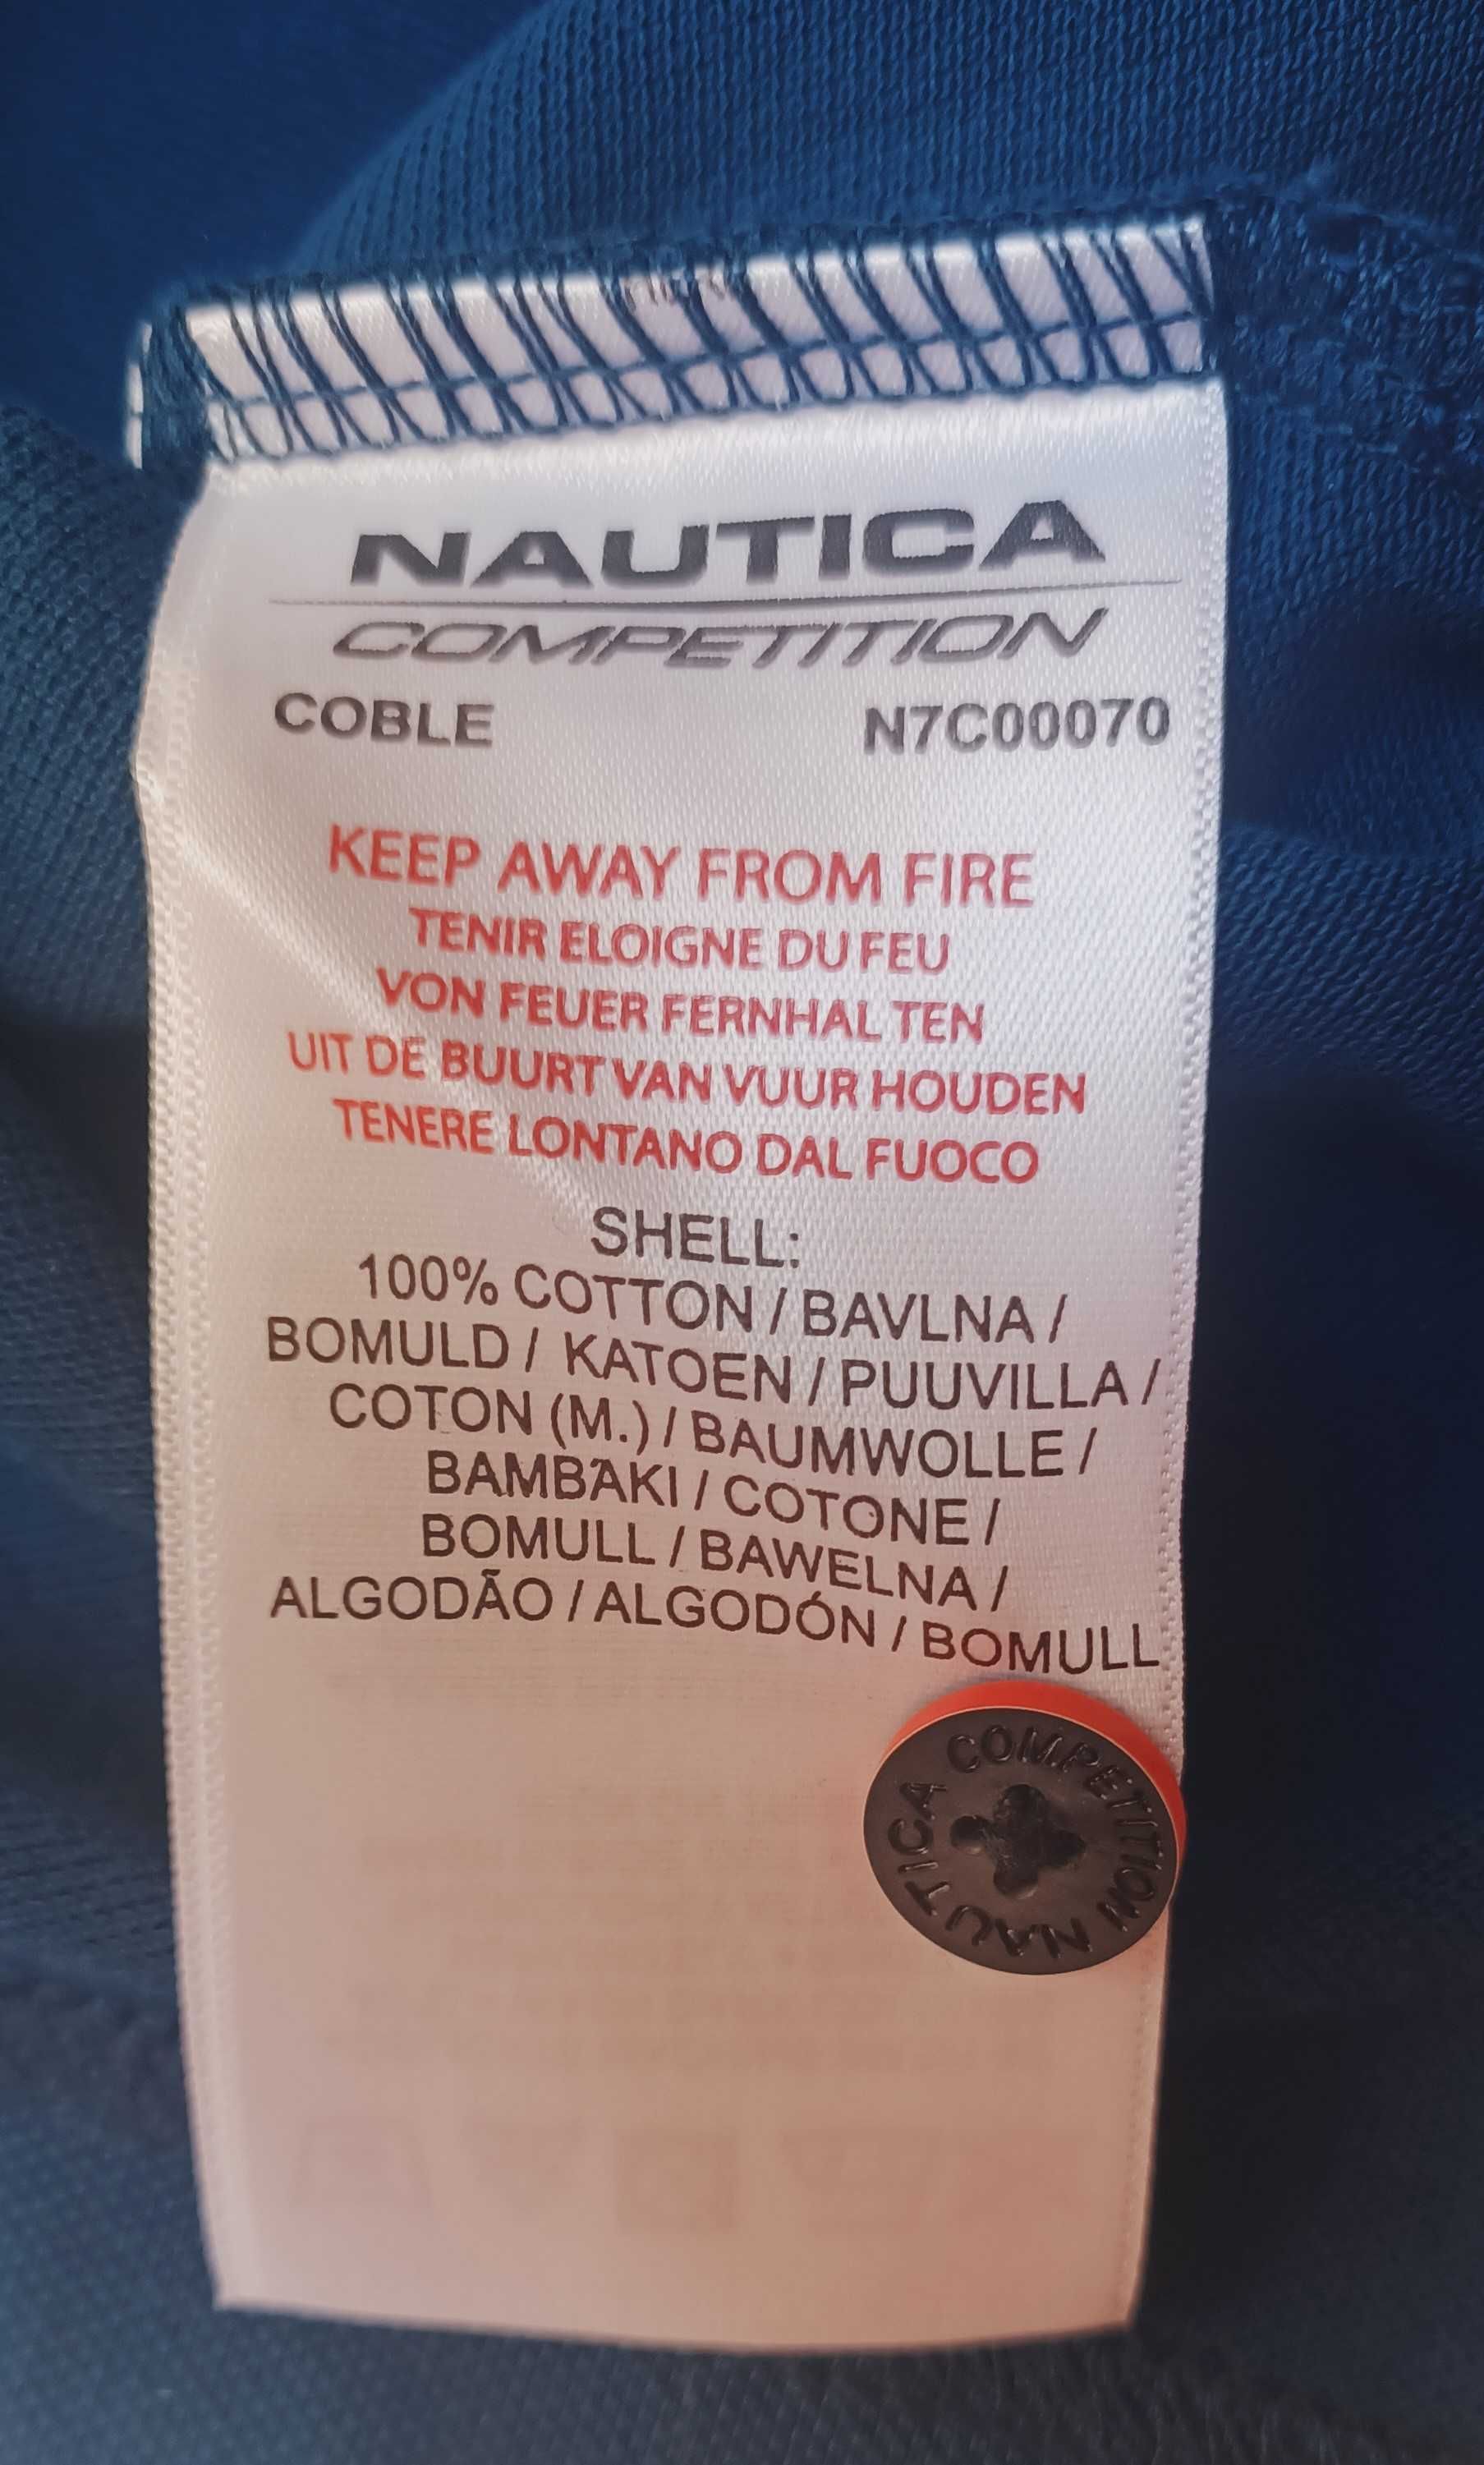 NAUTICA
COMPETITION
COBLE N7C00070
KEEP AWAY FROM FIRE
TENIR ELOIGNE DU FEU
VON FEUER FERNHAL TEN
UIT DE BUURT VAN VUUR HOUDEN
TENERE LONTANO DAL FUOCO
SHELL:
100% COTTON / BAVLNA /
BOMULD / KATOEN / PUUVILLA /
COTON (M.) / BAUMWOLLE /
BAMBAKI / COTONE /
BOMULL / BAWELNA /
ALGODÃO / ALGODÓN / BOMULL
NAUTICA COMPETITION